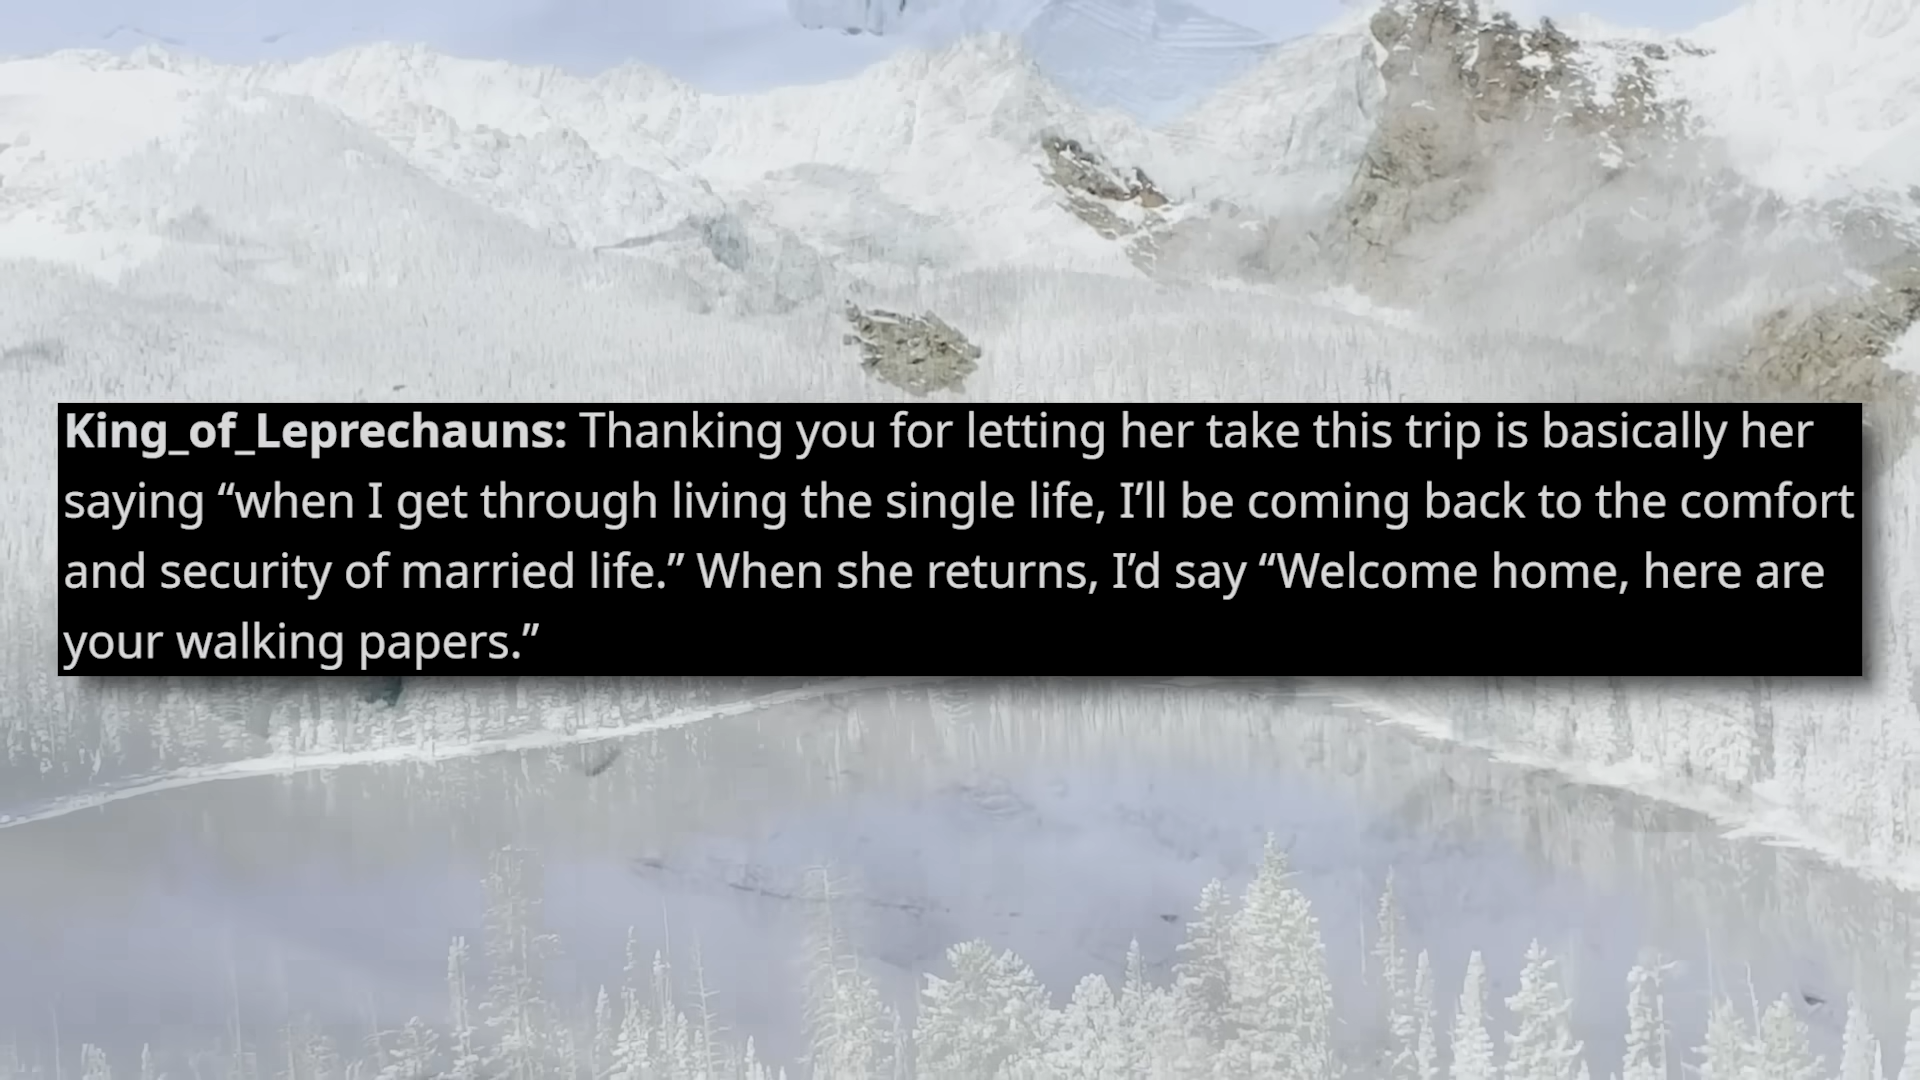 King_of_Leprechauns: Thanking you for letting her take this trip is basically her
saying “when I get through living the single life, I’ll be coming back to the comfort
and security of married life.” When she returns, I’d say “Welcome home, here are
your walking papers.”